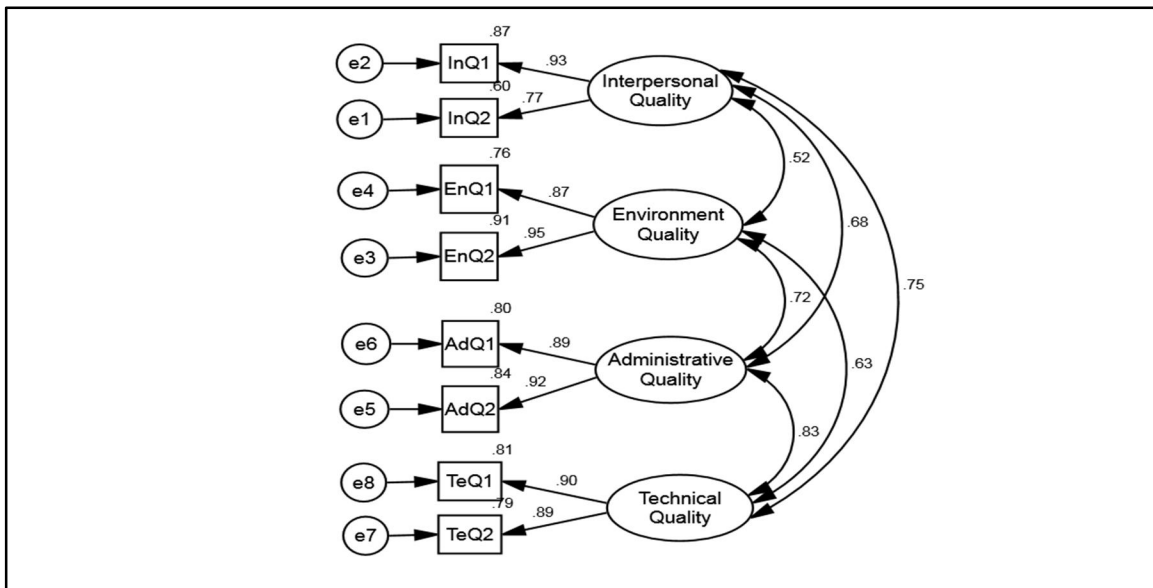 .87
e2
InQ1
.93
Interpersonal
Quality
.60
e1
InQ2
.77
.52
.76
e4
EnQ1
.87
Environment
Quality
.91
e3
EnQ2
.95
.68
.75
.72
.80
e6
AdQ1
.89
Administrative
Quality
.84
e5
AdQ2
.92
.63
.83
.81
e8
TeQ1
.90
Technical
Quality
.79
e7
TeQ2
.89